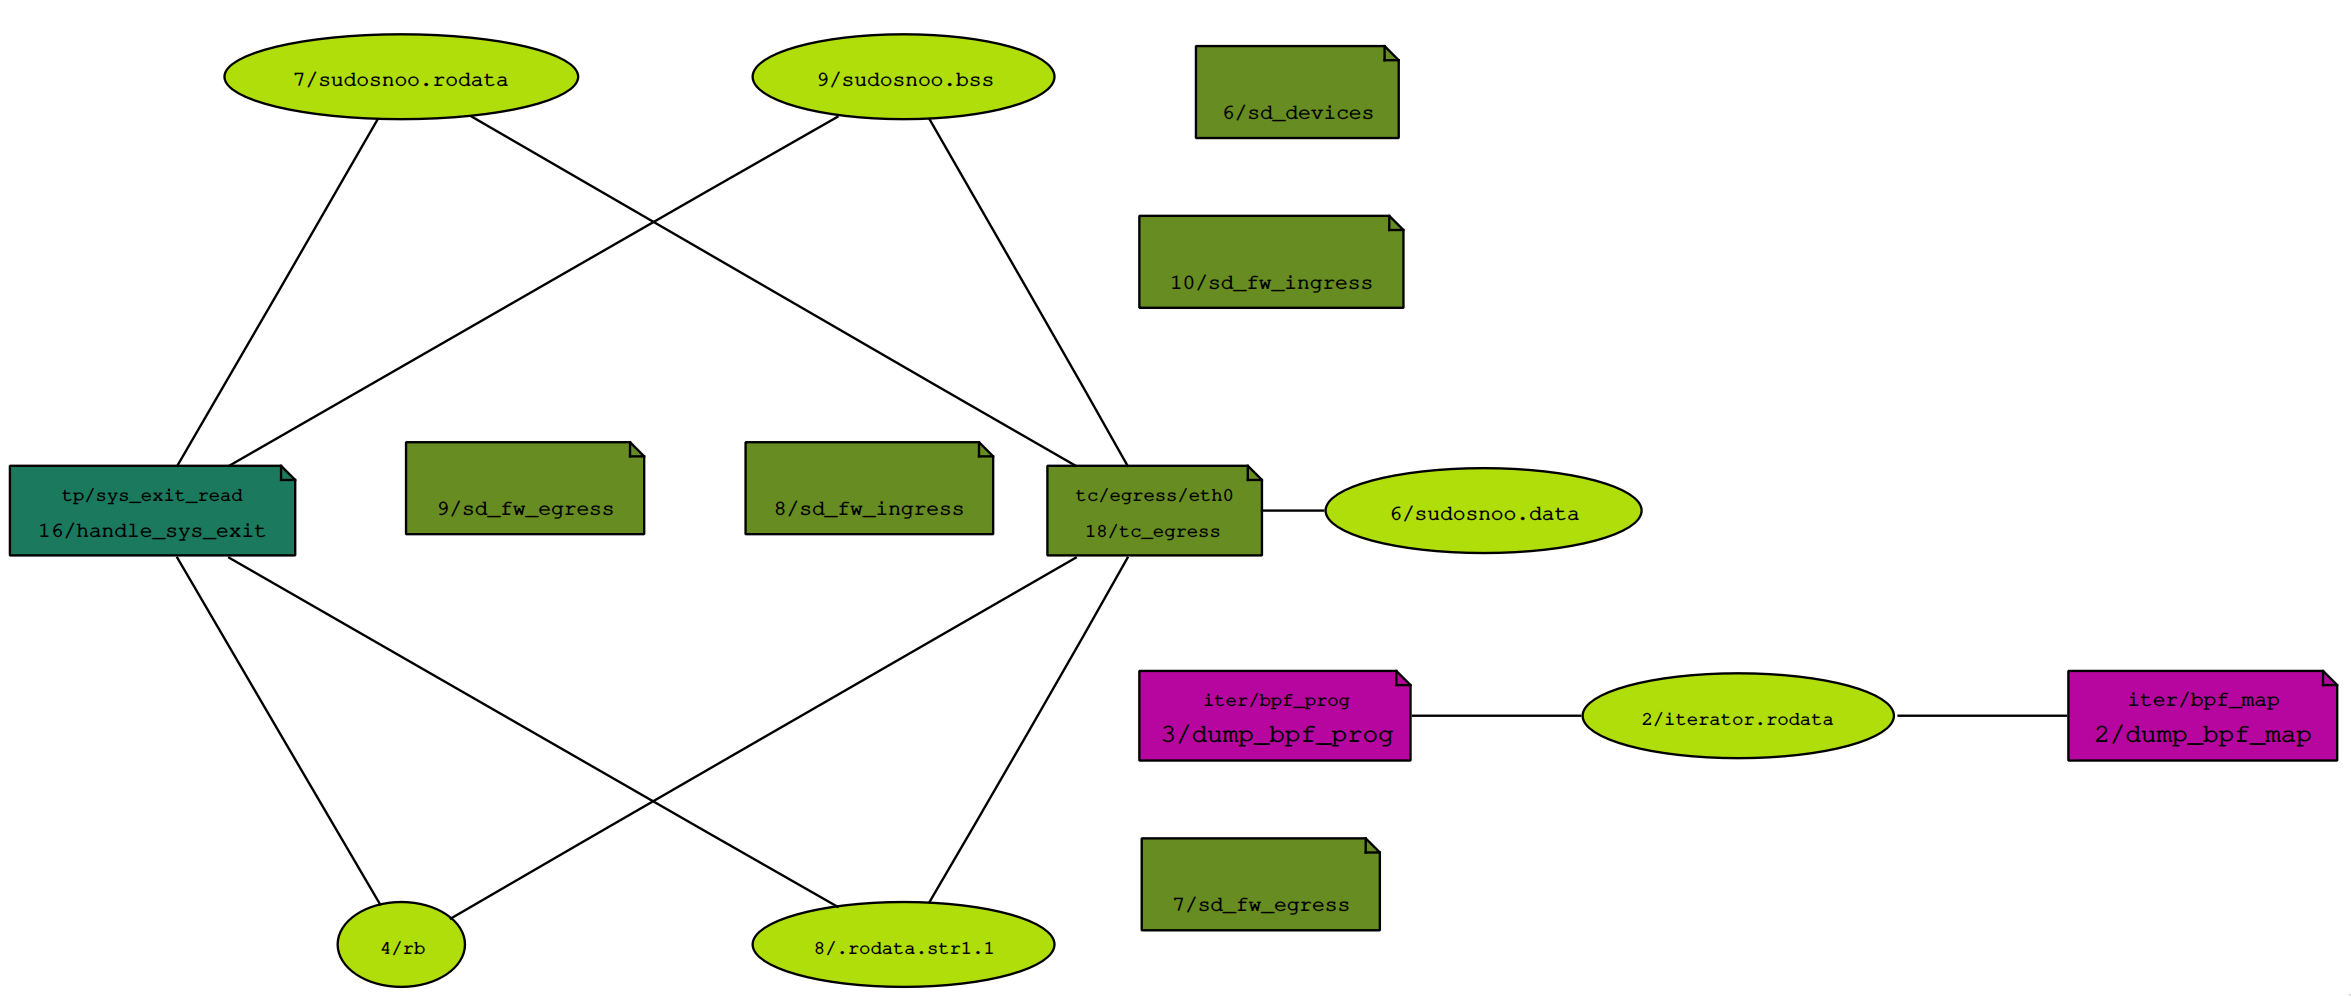 7/sudosnoo.rodata
9/sudosnoo.bss
6/sd_devices
10/sd_fw_ingress
tp/sys_exit_read
16/handle_sys_exit
9/sd_fw_egress
8/sd_fw_ingress
tc/egress/eth0
18/tc_egress
6/sudosnoo.data
iter/bpf_prog
3/dump_bpf_prog
2/iterator.rodata
iter/bpf_map
2/dump_bpf_map
7/sd_fw_egress
4/rb
8/.rodata.str1.1